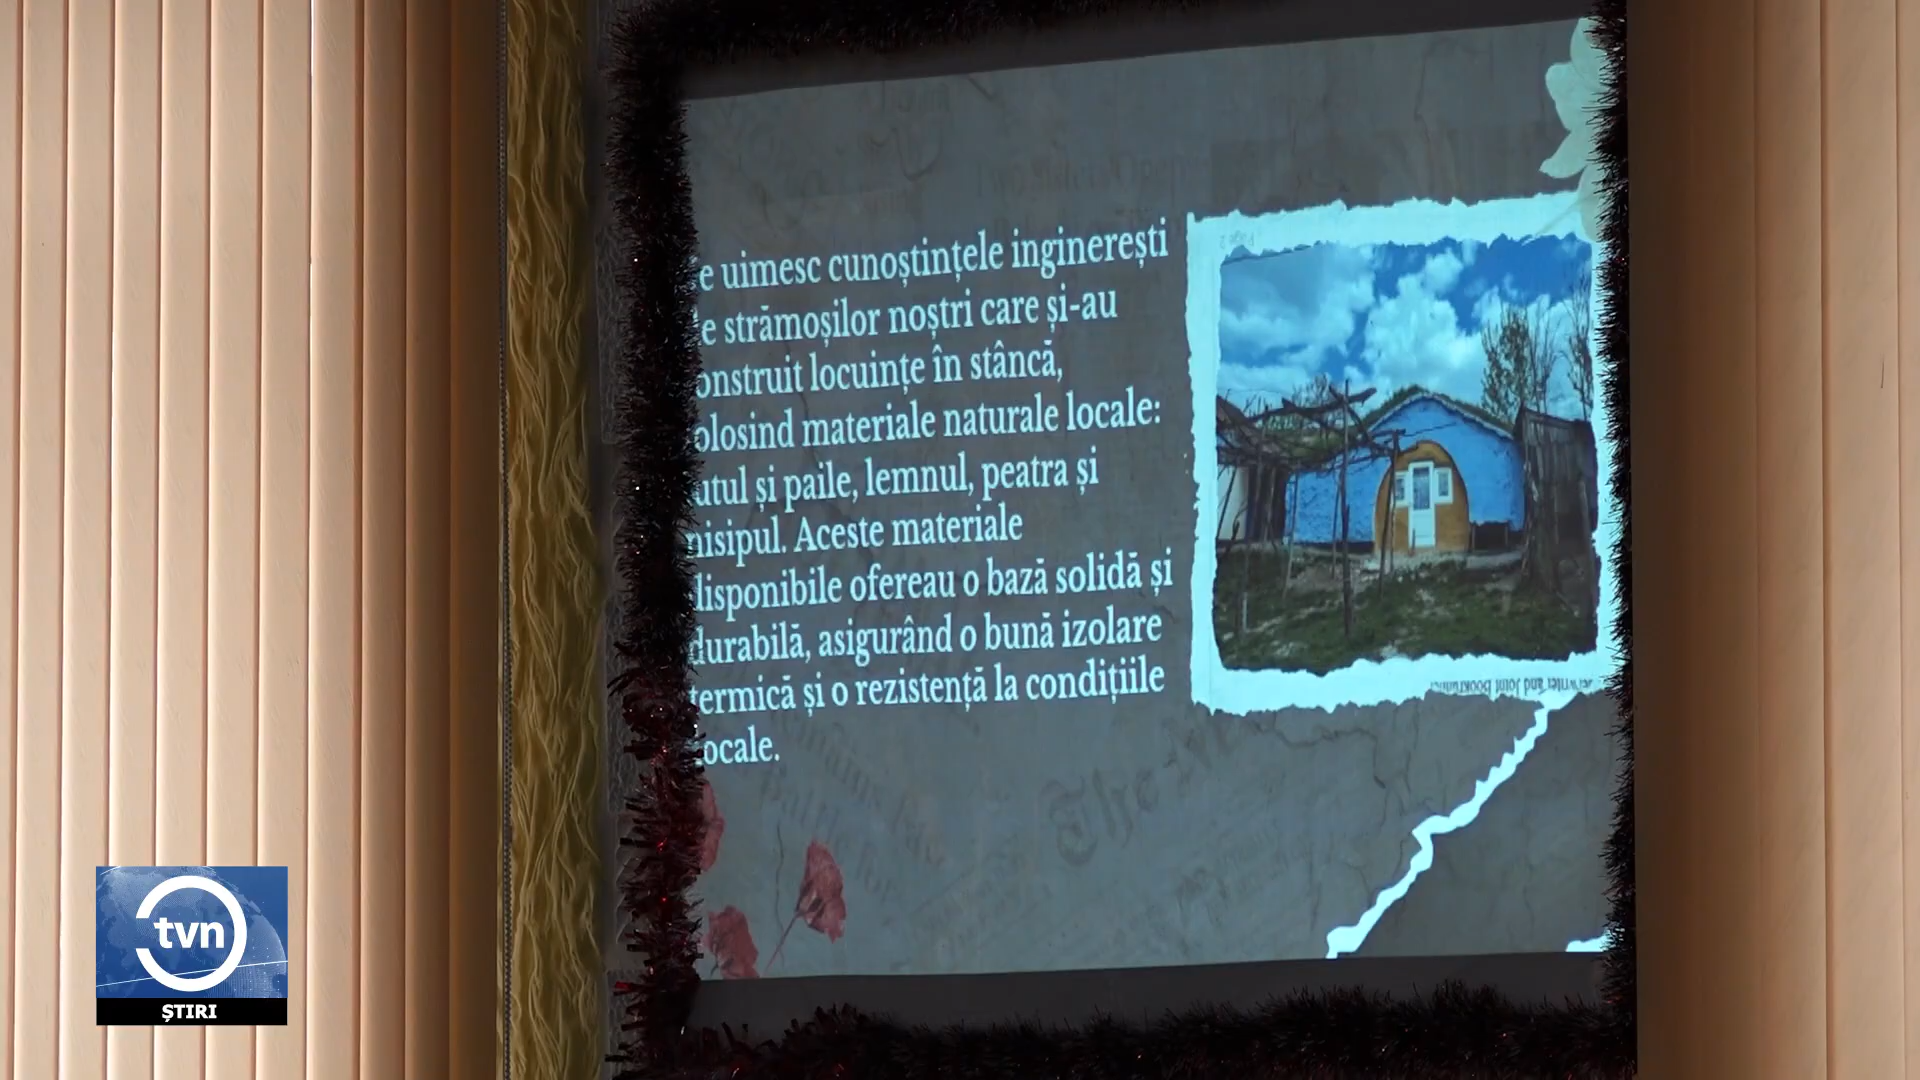 e uimesc cunoștințele inginerești
e strămoșilor noștri care și-au
onstruit locuințe în stâncă,
olosind materiale naturale locale:
utul și paile, lemnul, peatra și
nisipul. Aceste materiale
disponibile ofereau o bază solidă și
durabilă, asigurând o bună izolare
termică și o rezistență la condițiile
locale.
The
tvn
ȘTIRI